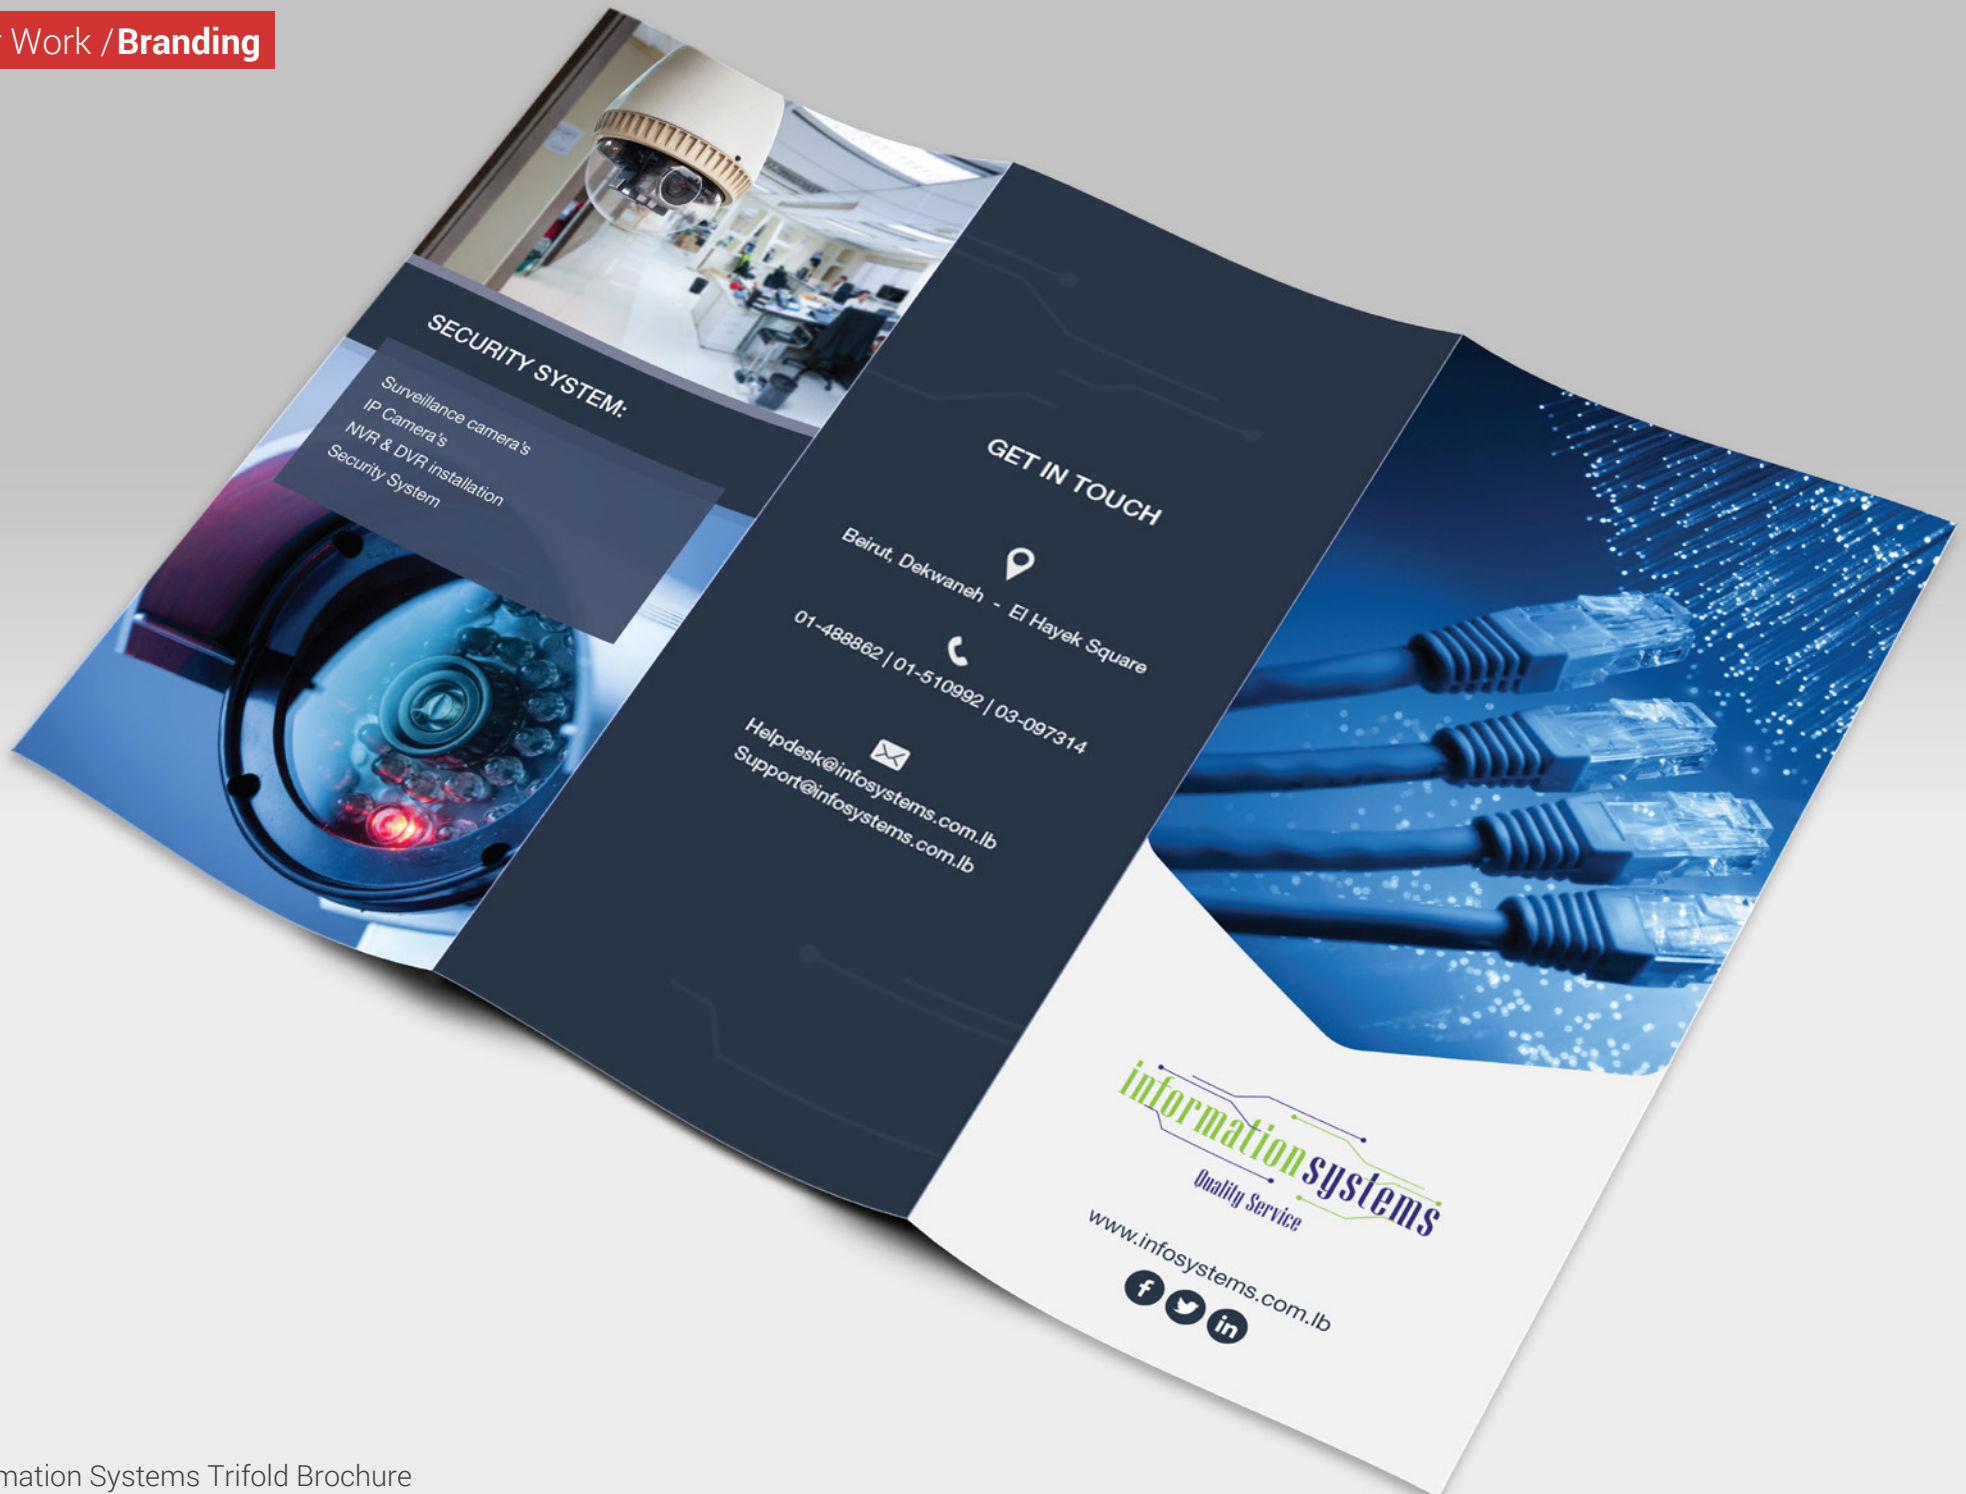 Work / Branding
SECURITY SYSTEM:
Surveillance camera's
IP Camera's
NVR & DVR installation
Security System
GET IN TOUCH
Beirut, Dekwaneh - El Hayek Square
01-488862 | 01-510992 | 03-097314
Helpdesk@infosystems.com.lb
Support@infosystems.com.lb
informationsystems
Quality Service
www.infosystems.com.lb
f in
mation Systems Trifold Brochure